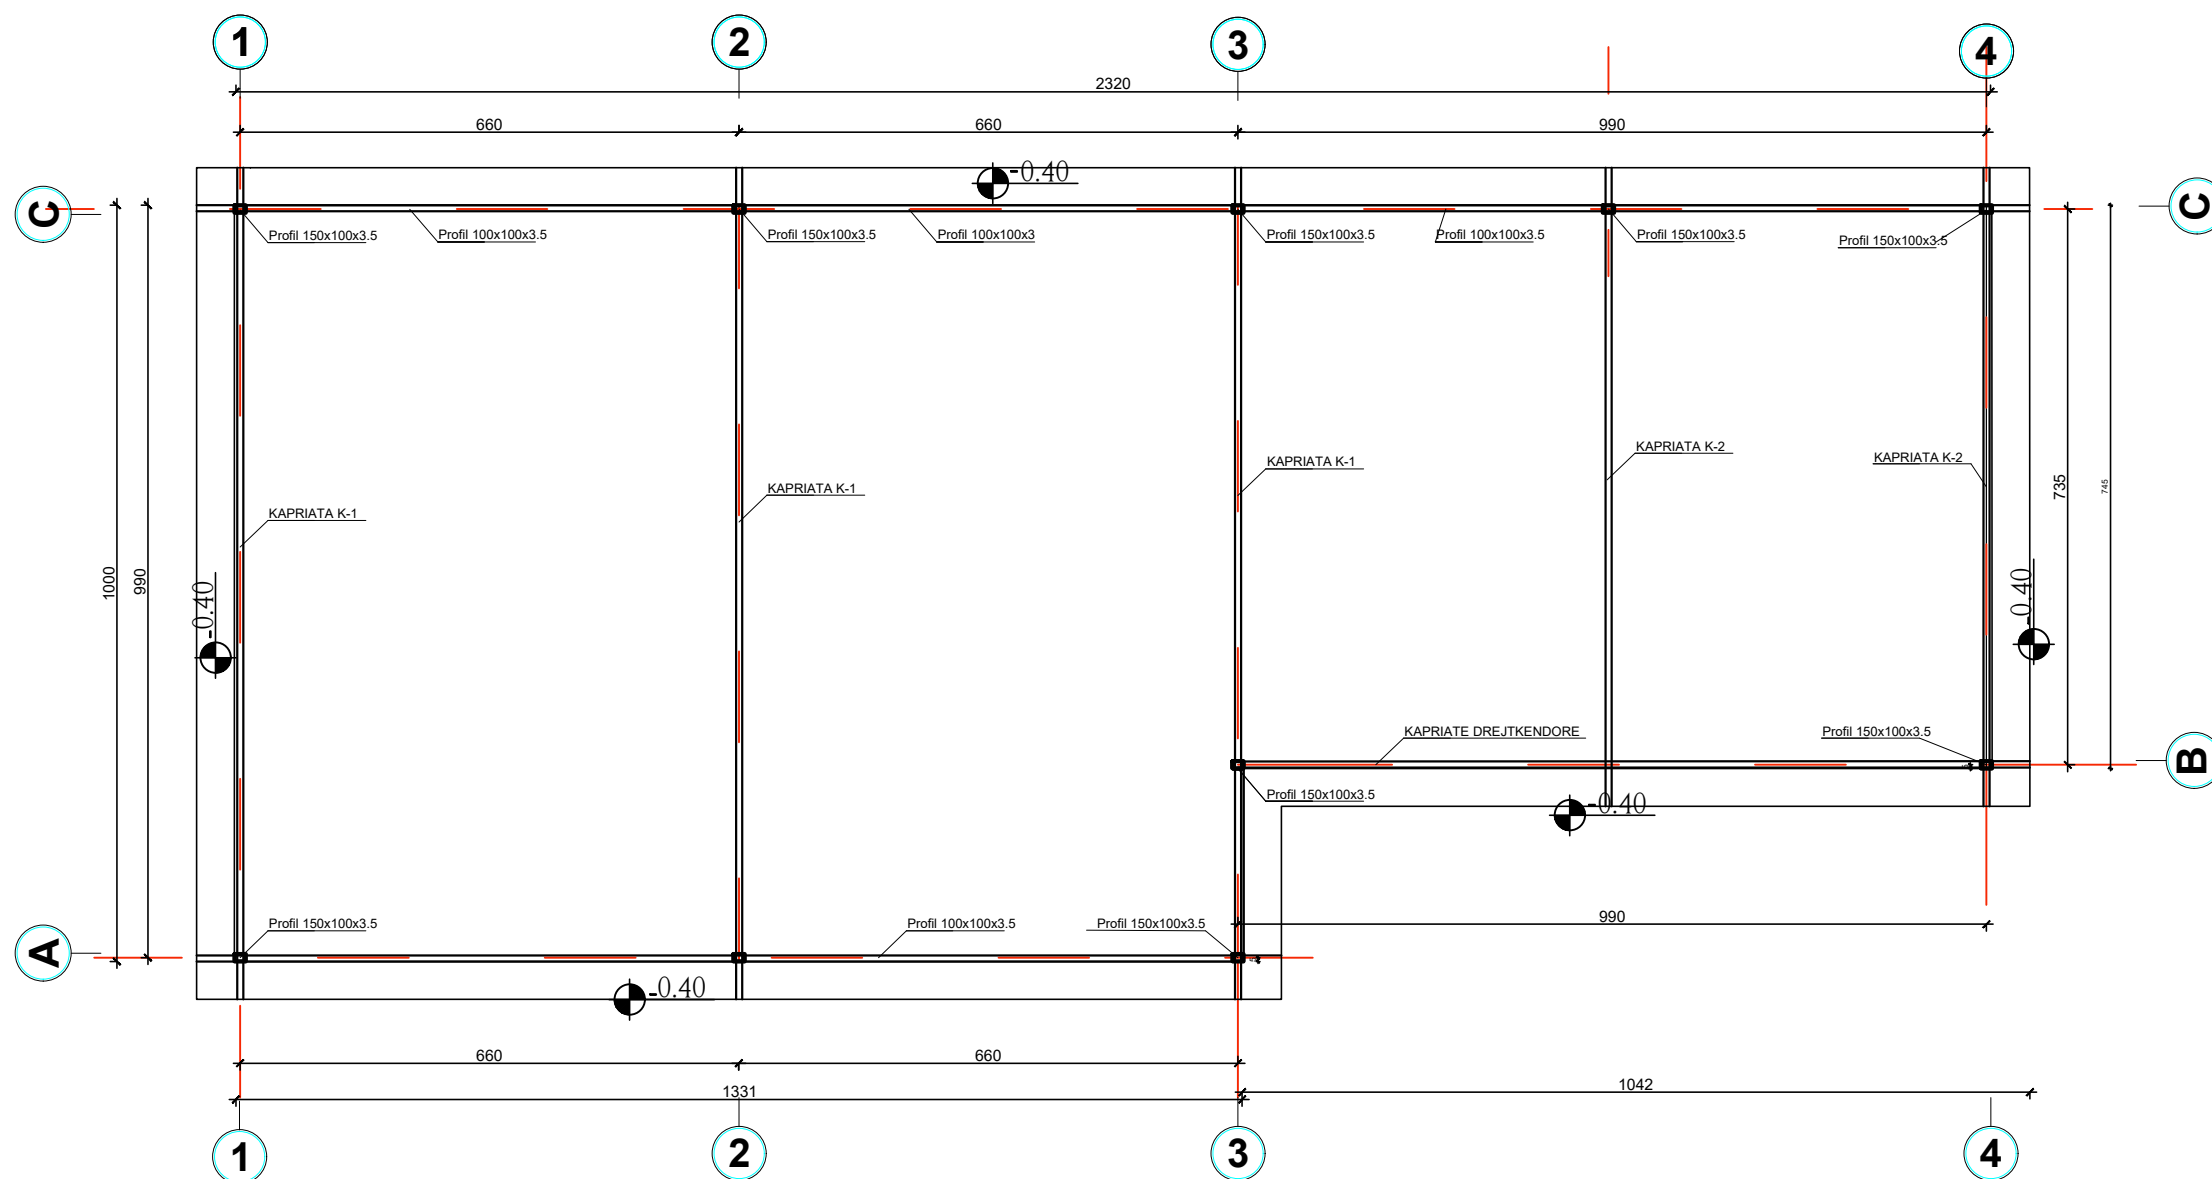 1
2
3
4
2320
660
660
990
-0.40
C
C
Profil 150x100x3.5
Profil 100x100x3.5
Profil 150x100x3.5
Profil 100x100x3
Profil 150x100x3.5
Profil 100x100x3.5
Profil 150x100x3.5
Profil 150x100x3.5
KAPRIATA K-1
KAPRIATA K-1
KAPRIATA K-1
KAPRIATA K-2
KAPRIATA K-2
735
745
1000
990
-0.40
-0.40
KAPRIATE DREJTKENDORE
Profil 150x100x3.5
B
Profil 150x100x3.5
-0.40
A
Profil 150x100x3.5
Profil 100x100x3.5
Profil 150x100x3.5
990
-0.40
660
660
1331
1042
1
2
3
4